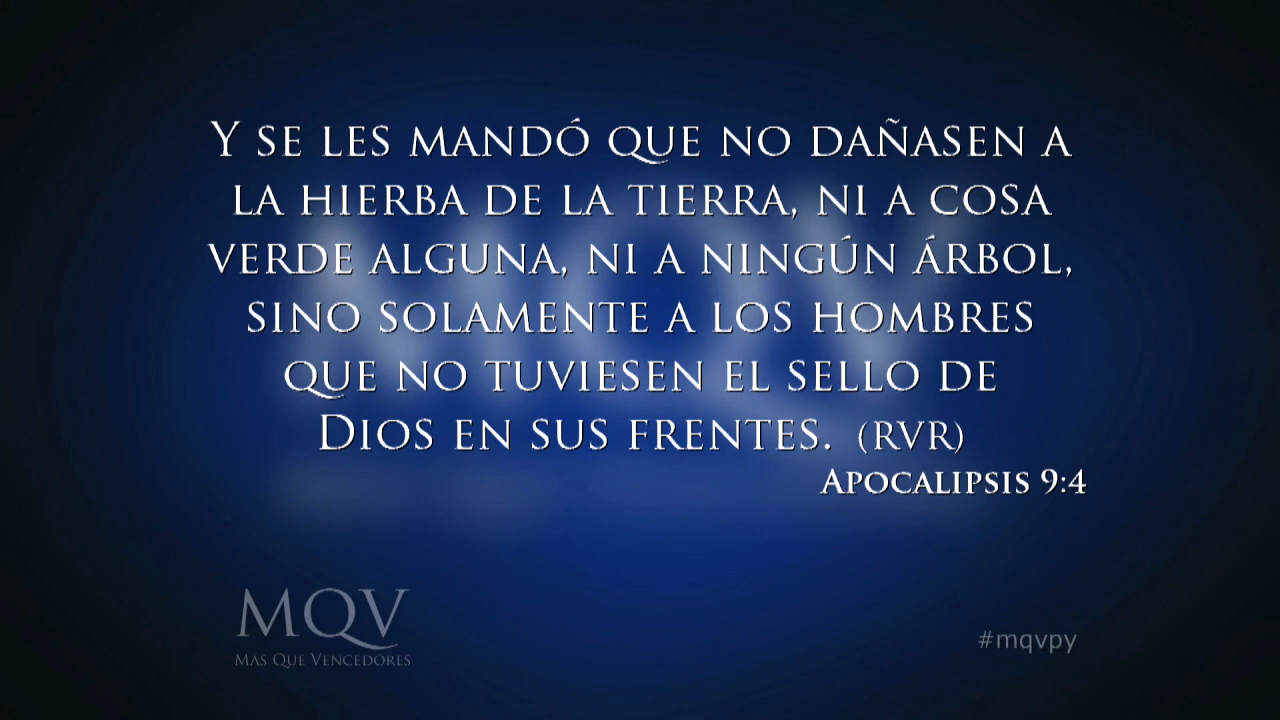 Y SE LES MANDÓ QUE NO DAÑASEN A
LA HIERBA DE LA TIERRA, NI A COSA
VERDE ALGUNA, NI A NINGÚN ÁRBOL,
SINO SOLAMENTE A LOS HOMBRES
QUE NO TUVIESEN EL SELLO DE
DIOS EN SUS FRENTES. (RVR)
APOCALIPSIS 9:4
MQV
MÁS QUE VENCEDORES
#mqvpy